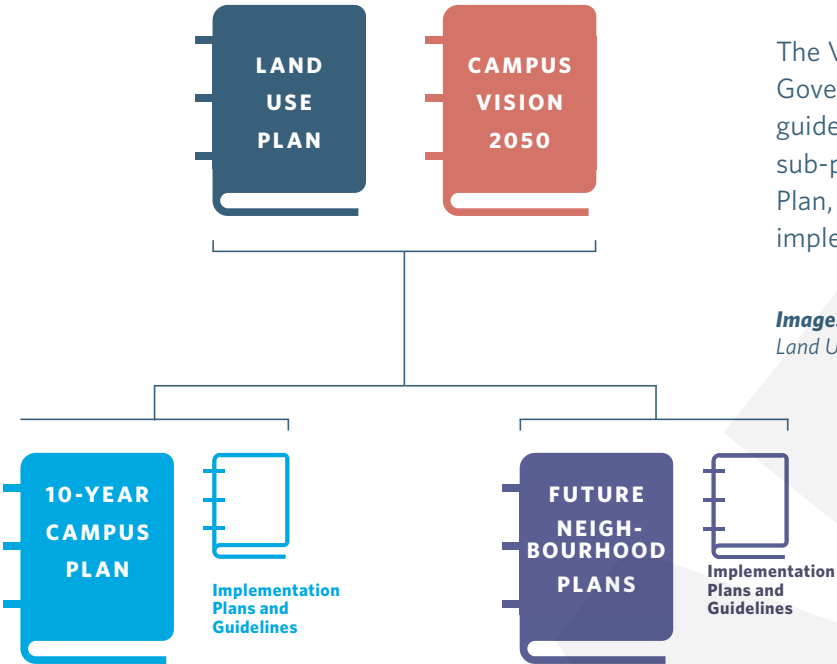 LAND
USE
PLAN
CAMPUS
VISION
2050
The
Gove
guide
sub-p
Plan,
imple
Image
Land U
10-YEAR
CAMPUS
PLAN
Implementation
Plans and
Guidelines
FUTURE
NEIGH-
BOURHOOD
PLANS
Implementation
Plans and
Guidelines